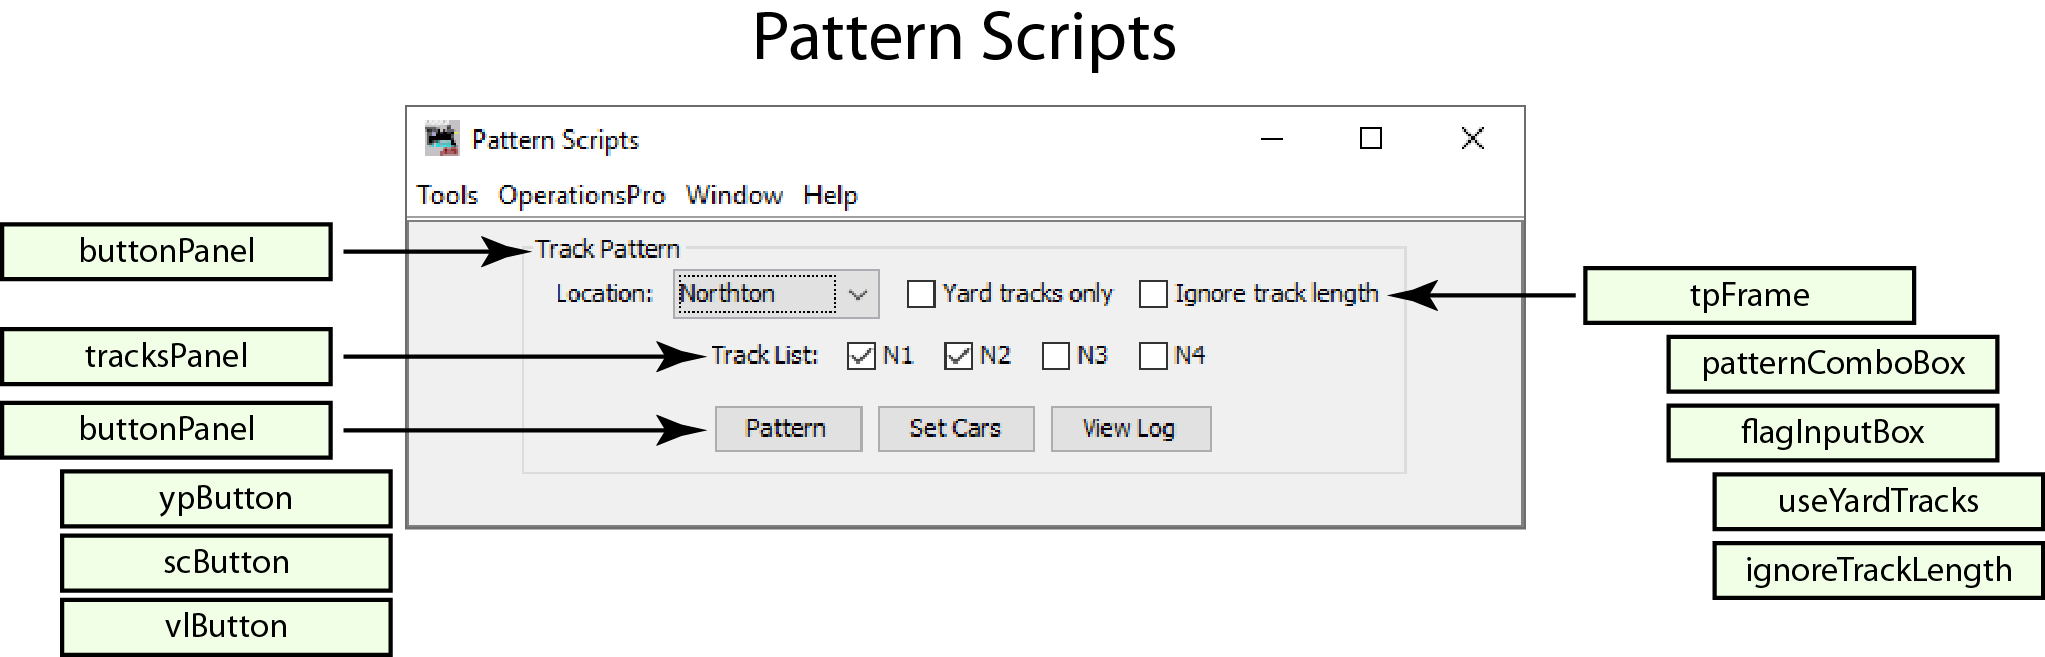 Pattern Scripts
Pattern Scripts
Tools OperationsPro Window Help
buttonPanel
Track Pattern
Location: Northton Yard tracks only Ignore track length
tpFrame
tracksPanel
Track List: N1 N2 N3 N4
patternComboBox
buttonPanel
Pattern Set Cars View Log
flagInputBox
ypButton
useYardTracks
scButton
ignoreTrackLength
vlButton